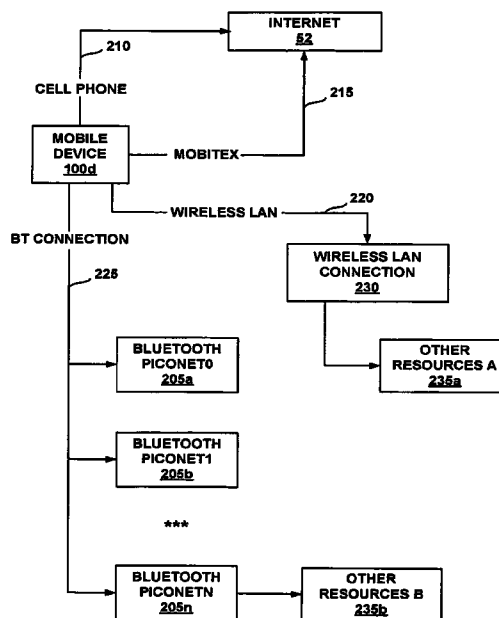 INTERNET
52
210
CELL PHONE
215
MOBILE
DEVICE
100d
MOBITEX
220
WIRELESS LAN
BT CONNECTION
WIRELESS LAN
CONNECTION
230
225
BLUETOOTH
PICONET0
205a
OTHER
RESOURCES A
235a
BLUETOOTH
PICONET1
205b
***
BLUETOOTH
PICONETN
205n
OTHER
RESOURCES B
235b